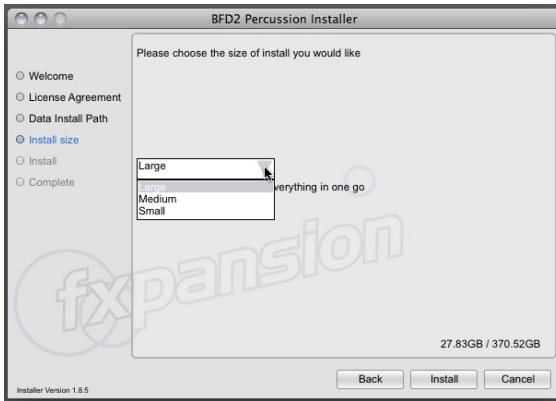 BFD2 Percussion Installer
Please choose the size of install you would like
Welcome
License Agreement
Data Install Path
Install size
Install
Complete
Large
Large
verything in one go
Medium
Small
fxpansion
27.83GB / 370.52GB
Back
Install
Cancel
Installer Version 1.8.5